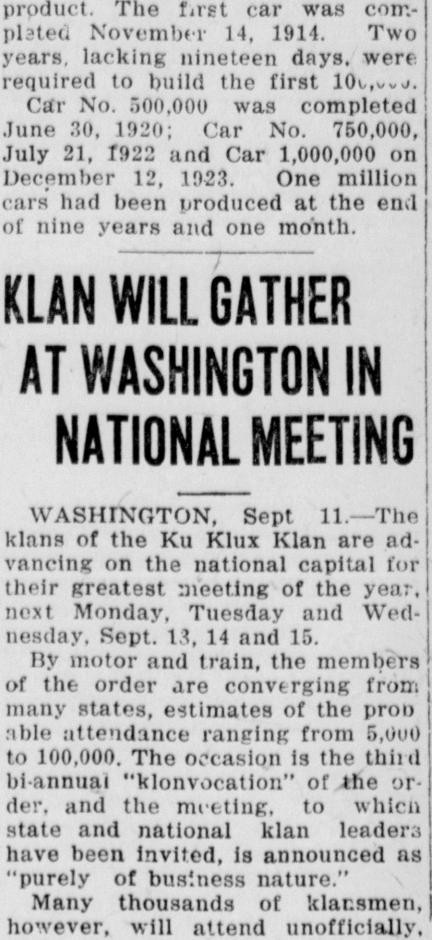 product. The first car was com-
pleted November 14, 1914. Two
years, lacking nineteen days, were
required to build the first
Car No. 500,000 was completed
June 30, 1920; Car No. 750,000,
July 21, 1922 and Car 1,000,000 on
December 12, 1923. One million
cars had been produced at the end
of nine years and one month.
KLAN WILL GATHER
AT WASHINGTON IN
NATIONAL MEETING
WASHINGTON, Sept 11.—The
klans of the Ku Klux Klan are ad-
vancing on the national capital for
their greatest meeting of the year,
next Monday, Tuesday and Wed-
nesday, Sept. 13, 14 and 15.
By motor and train, the members
of the order are converging from
many states, estimates of the prob
able attendance ranging from 5,000
to 100,000. The occasion is the third
bi-annual "klonvocation" of the or-
der, and the meeting, to which
state and national klan leaders
have been invited, is announced as
"purely of business nature."
Many thousands of klansmen,
however, will attend unofficially,